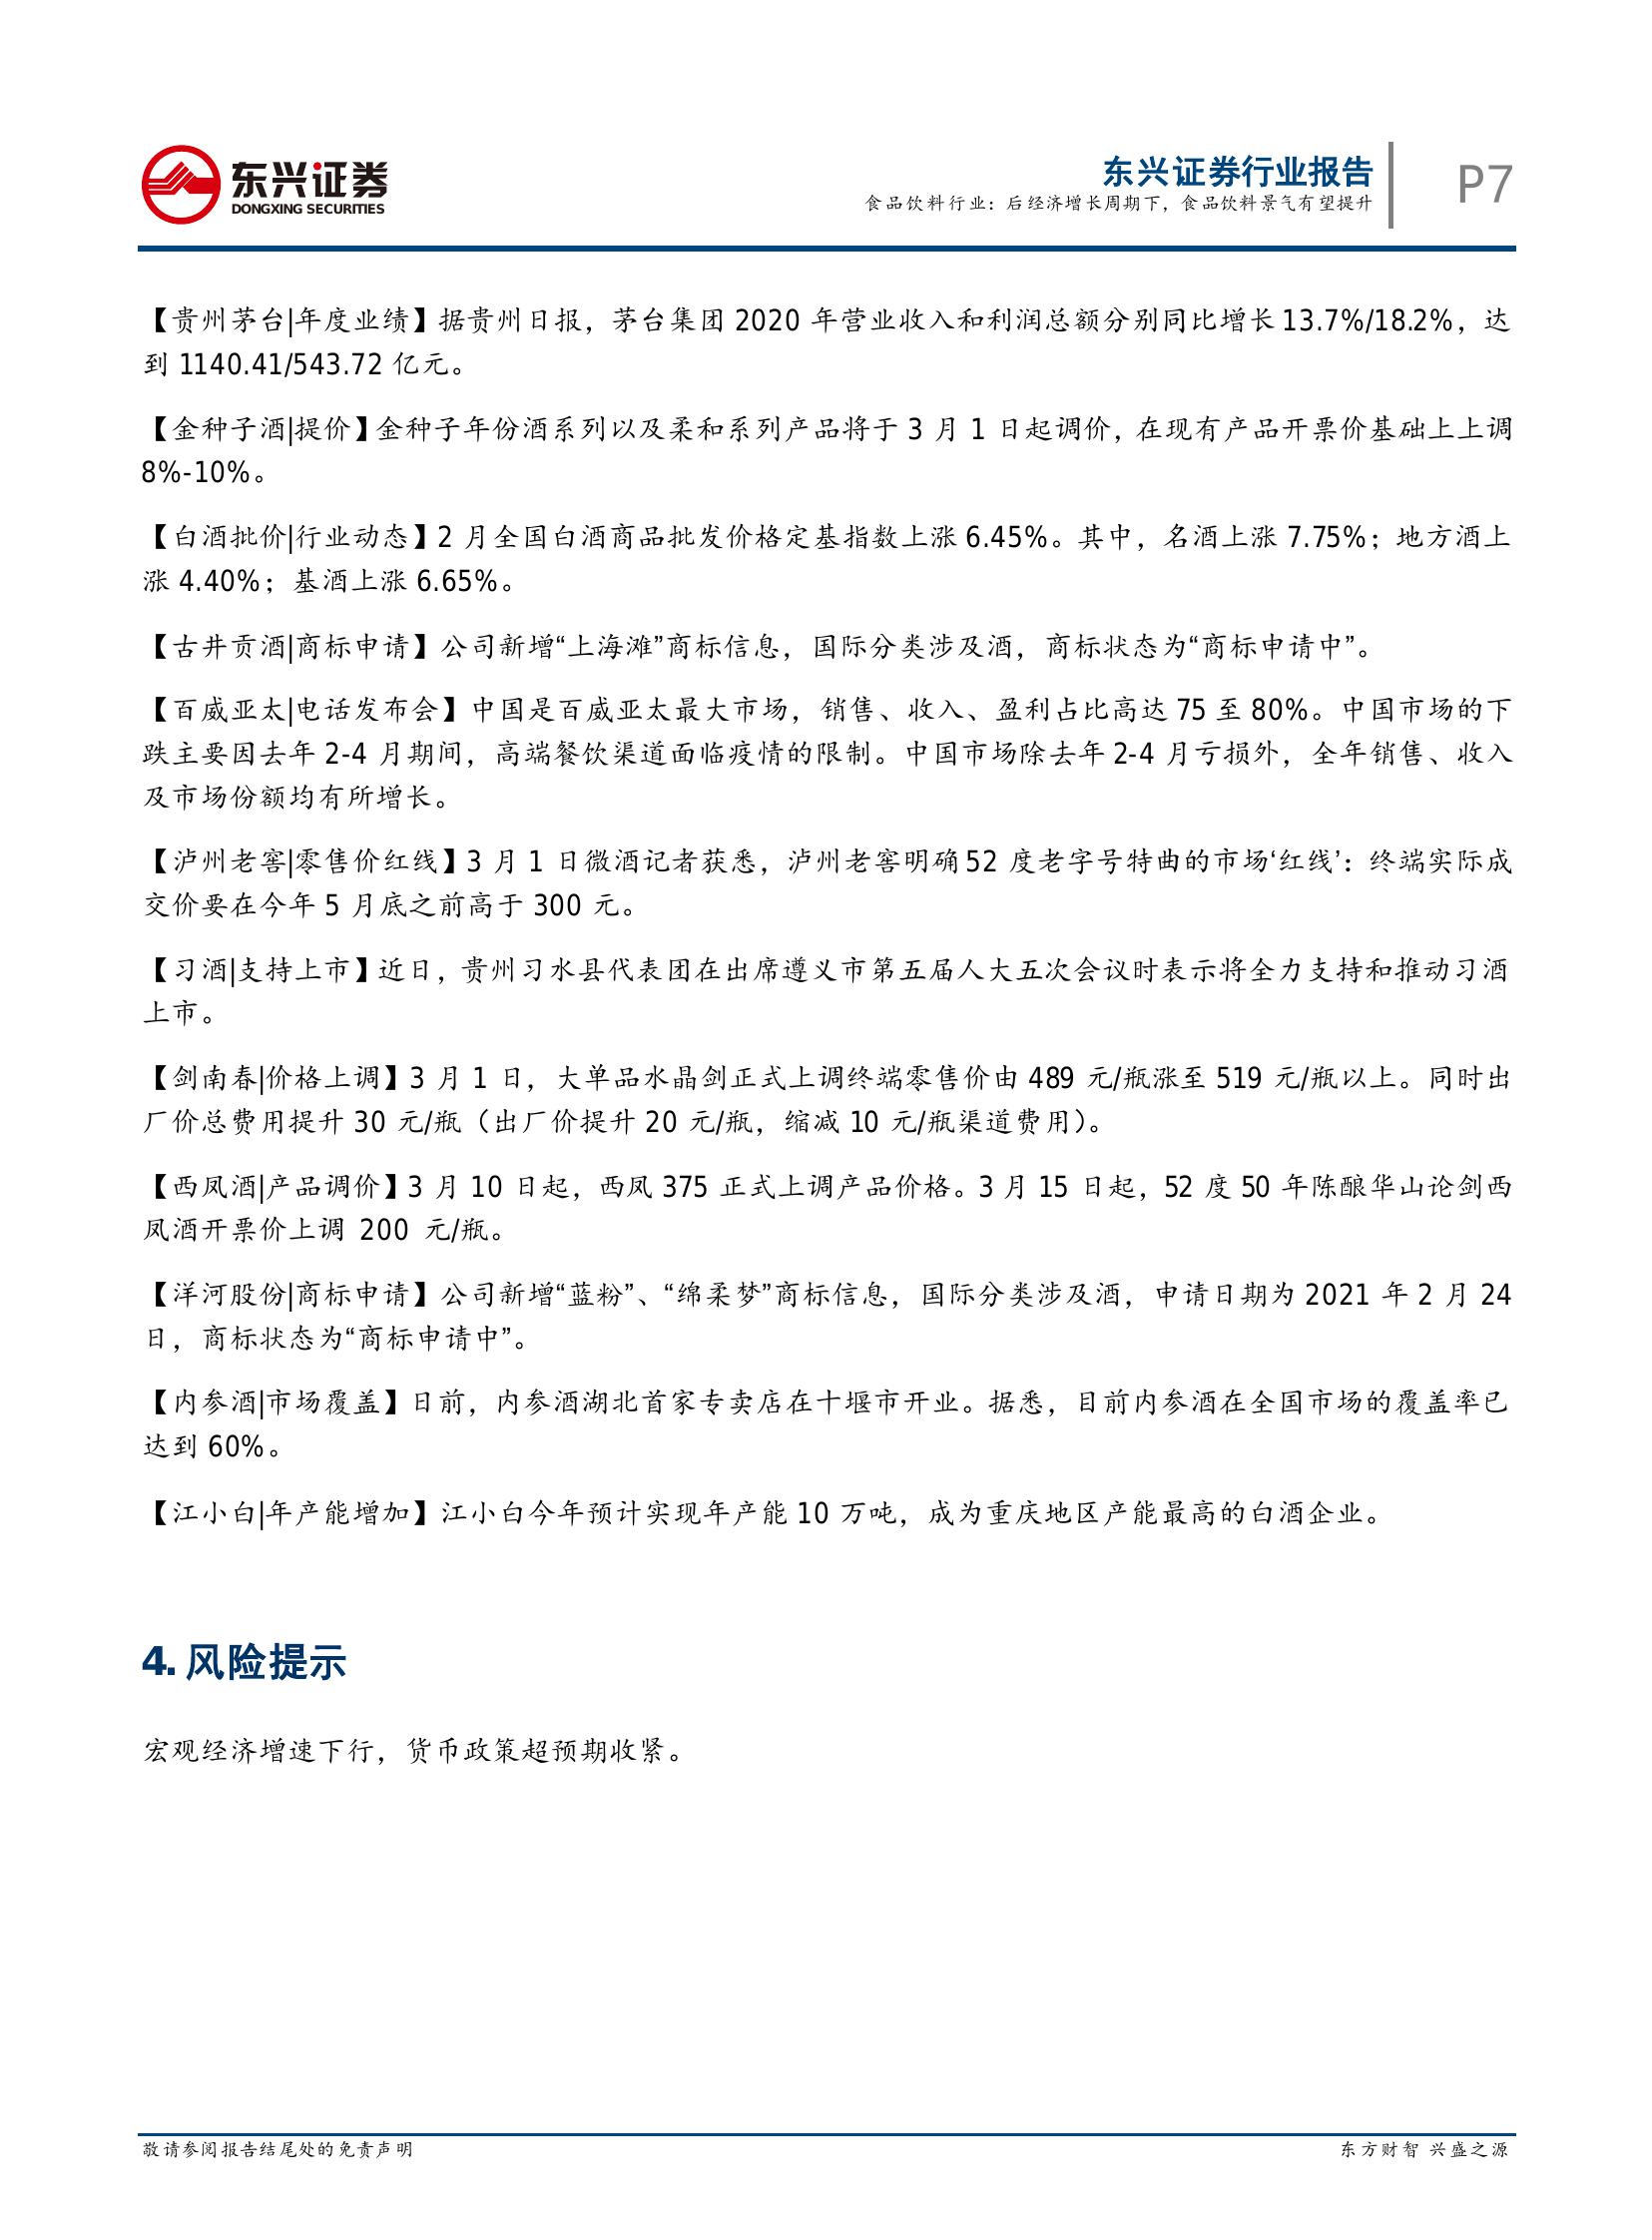 东兴证券
DONGXING SECURITIES
东兴证券行业报告
食品饮料行业：后经济增长周期下，食品饮料景气有望提升
P7
【贵州茅台|年度业绩】据贵州日报，茅台集团 2020 年营业收入和利润总额分别同比增长 13.7%/18.2%，达
到 1140.41/543.72 亿元。
【金种子酒|提价】金种子年份酒系列以及柔和系列产品将于 3 月 1 日起调价，在现有产品开票价基础上上调
8%-10%。
【白酒批价|行业动态】2 月全国白酒商品批发价格定基指数上涨 6.45%。其中，名酒上涨 7.75%；地方酒上
涨 4.40%；基酒上涨 6.65%。
【古井贡酒|商标申请】公司新增“上海滩”商标信息，国际分类涉及酒，商标状态为“商标申请中”。
【百威亚太|电话发布会】中国是百威亚太最大市场，销售、收入、盈利占比高达 75 至 80%。中国市场的下
跌主要因去年 2-4 月期间，高端餐饮渠道面临疫情的限制。中国市场除去年 2-4 月亏损外，全年销售、收入
及市场份额均有所增长。
【泸州老窖|零售价红线】3 月 1 日微酒记者获悉，泸州老窖明确 52 度老字号特曲的市场‘红线’：终端实际成
交价要在今年 5 月底之前高于 300 元。
【习酒|支持上市】近日，贵州习水县代表团在出席遵义市第五届人大五次会议时表示将全力支持和推动习酒
上市。
【剑南春|价格上调】3 月 1 日，大单品水晶剑正式上调终端零售价由 489 元/瓶涨至 519 元/瓶以上。同时出
厂价总费用提升 30 元/瓶（出厂价提升 20 元/瓶，缩减 10 元/瓶渠道费用）。
【西凤酒|产品调价】3 月 10 日起，西凤 375 正式上调产品价格。3 月 15 日起，52 度 50 年陈酿华山论剑西
凤酒开票价上调 200 元/瓶。
【洋河股份|商标申请】公司新增“蓝粉”、“绵柔梦”商标信息，国际分类涉及酒，申请日期为 2021 年 2 月 24
日，商标状态为“商标申请中”。
【内参酒|市场覆盖】日前，内参酒湖北首家专卖店在十堰市开业。据悉，目前内参酒在全国市场的覆盖率已
达到 60%。
【江小白|年产能增加】江小白今年预计实现年产能 10 万吨，成为重庆地区产能最高的白酒企业。
4. 风险提示
宏观经济增速下行，货币政策超预期收紧。
敬请参阅报告结尾处的免责声明
东方财智 兴盛之源